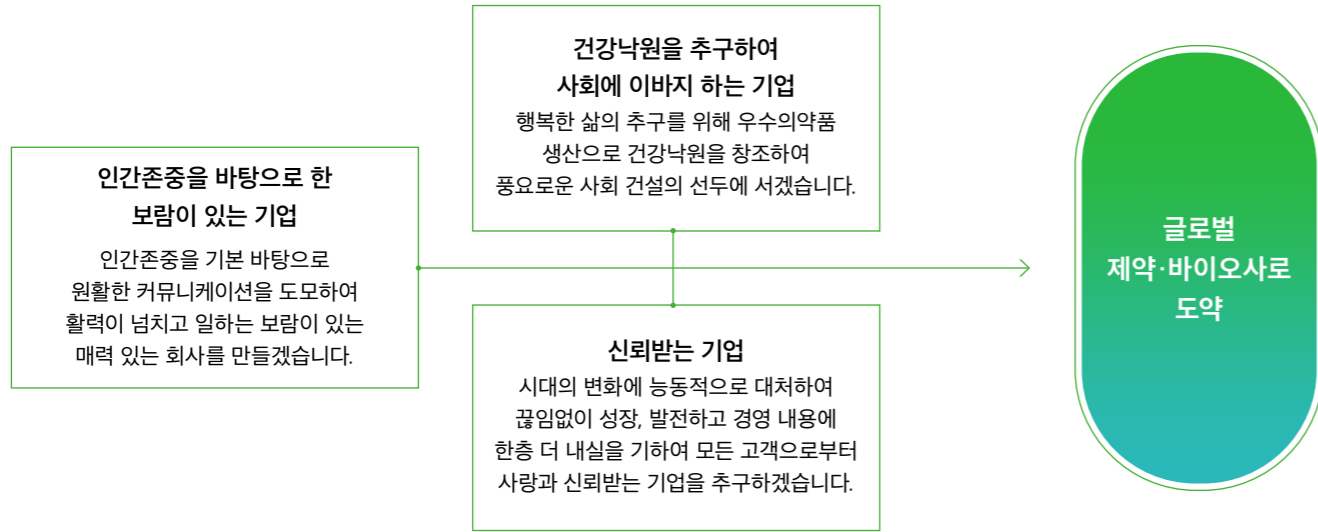 인간존중을 바탕으로 한
보람이 있는 기업
인간존중을 기본 바탕으로
원활한 커뮤니케이션을 도모하여
활력이 넘치고 일하는 보람이 있는
매력 있는 회사를 만들겠습니다.
건강낙원을 추구하여
사회에 이바지 하는 기업
행복한 삶의 추구를 위해 우수의약품
생산으로 건강낙원을 창조하여
풍요로운 사회 건설의 선두에 서겠습니다.
신뢰받는 기업
시대의 변화에 능동적으로 대처하여
끊임없이 성장, 발전하고 경영 내용에
한층 더 내실을 기하여 모든 고객으로부터
사랑과 신뢰받는 기업을 추구하겠습니다.
글로벌
제약·바이오사로
도약